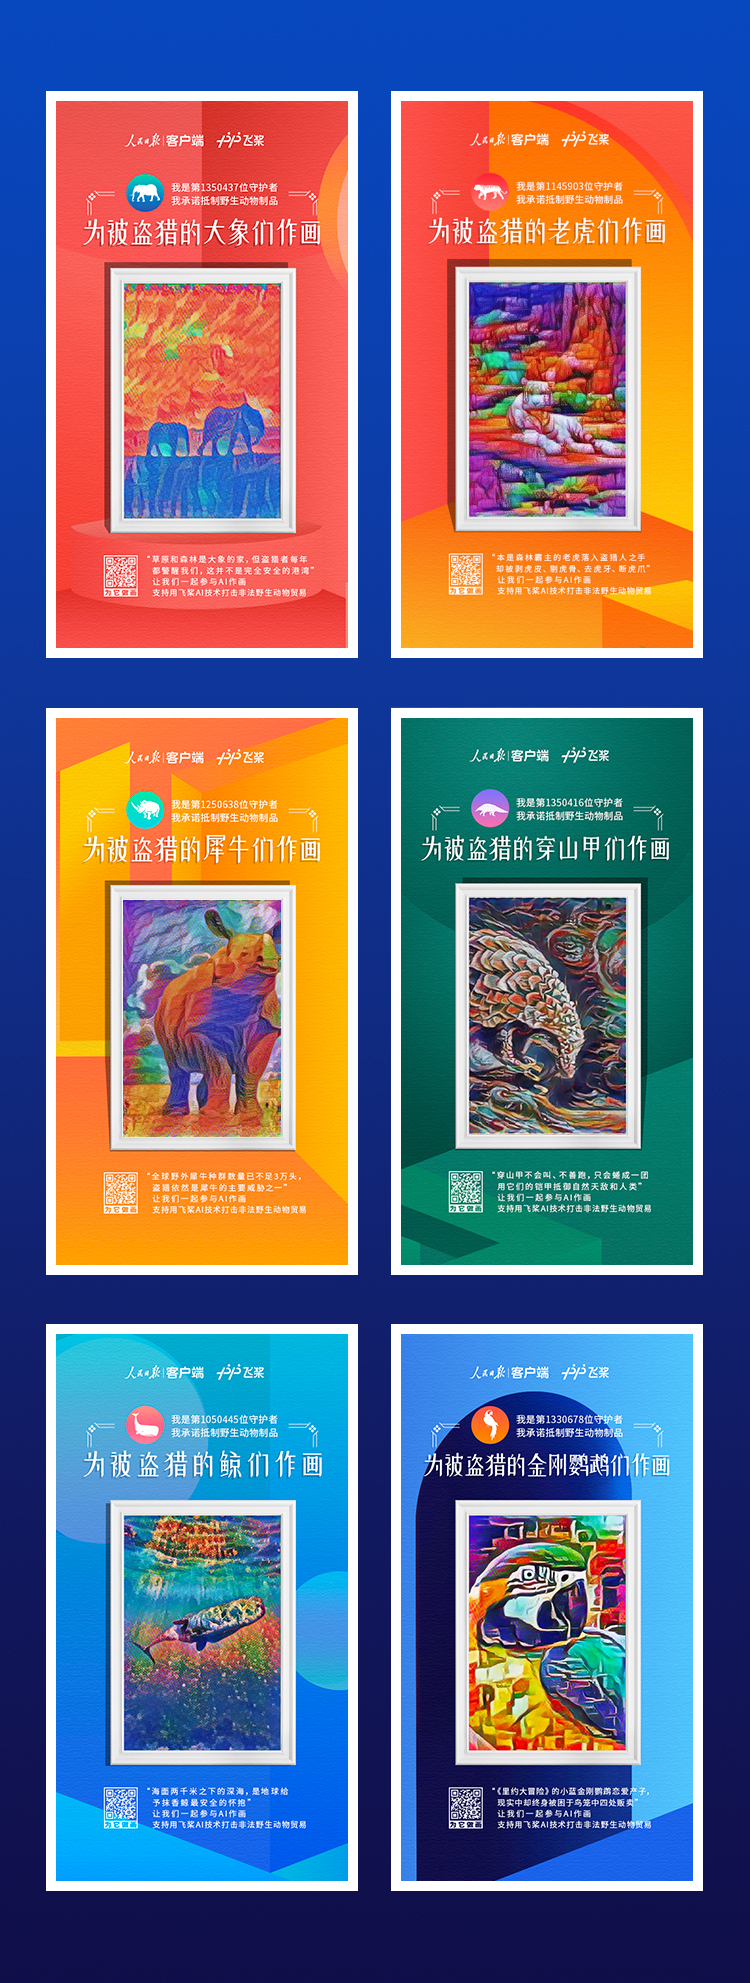 人民日报 | 客户端 飞桨
我是第1350437位守护者
我承诺抵制野生动物制品
为被盗猎的大象们作画
为它做画
“草原和森林是大象的家，但盗猎者每年
都警醒我们，这并不是完全安全的港湾”
让我们一起参与AI作画
支持用飞桨AI技术打击非法野生动物贸易
人民日报 | 客户端 飞桨
我是第1145903位守护者
我承诺抵制野生动物制品
为被盗猎的老虎们作画
为它做画
“本是森林霸主的老虎落入盗猎人之手
却被剥虎皮、剔虎骨、去虎牙、断虎爪”
让我们一起参与AI作画
支持用飞桨AI技术打击非法野生动物贸易
人民日报 | 客户端 飞桨
我是第1250638位守护者
我承诺抵制野生动物制品
为被盗猎的犀牛们作画
为它做画
“全球野外犀牛种群数量已不足3万头，
盗猎依然是犀牛的主要威胁之一”
让我们一起参与AI作画
支持用飞桨AI技术打击非法野生动物贸易
人民日报 | 客户端 飞桨
我是第1350416位守护者
我承诺抵制野生动物制品
为被盗猎的穿山甲们作画
为它做画
“穿山甲不会叫、不善跑，只会蜷成一团
用它们的铠甲抵御自然天敌和人类”
让我们一起参与AI作画
支持用飞桨AI技术打击非法野生动物贸易
人民日报 | 客户端 飞桨
我是第1050445位守护者
我承诺抵制野生动物制品
为被盗猎的鲸们作画
为它做画
“海面两千米之下的深海，是地球给
予抹香鲸最安全的怀抱”
让我们一起参与AI作画
支持用飞桨AI技术打击非法野生动物贸易
人民日报 | 客户端 飞桨
我是第1330678位守护者
我承诺抵制野生动物制品
为被盗猎的金刚鹦鹉们作画
为它做画
“《里约大冒险》的小蓝金刚鹦鹉恋爱产子，
现实中却终身被困于鸟笼中四处贩卖”
让我们一起参与AI作画
支持用飞桨AI技术打击非法野生动物贸易